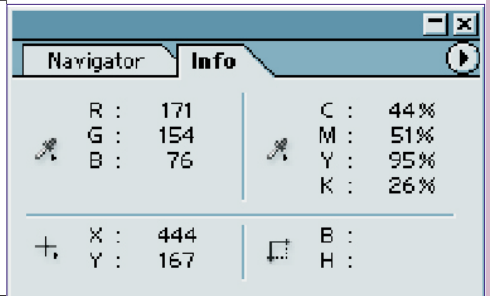 Navigator Info
R : 171 C : 44%
G : 154 M : 51%
B : 76 Y : 95%
K : 26%
X : 444 B :
Y : 167 H :